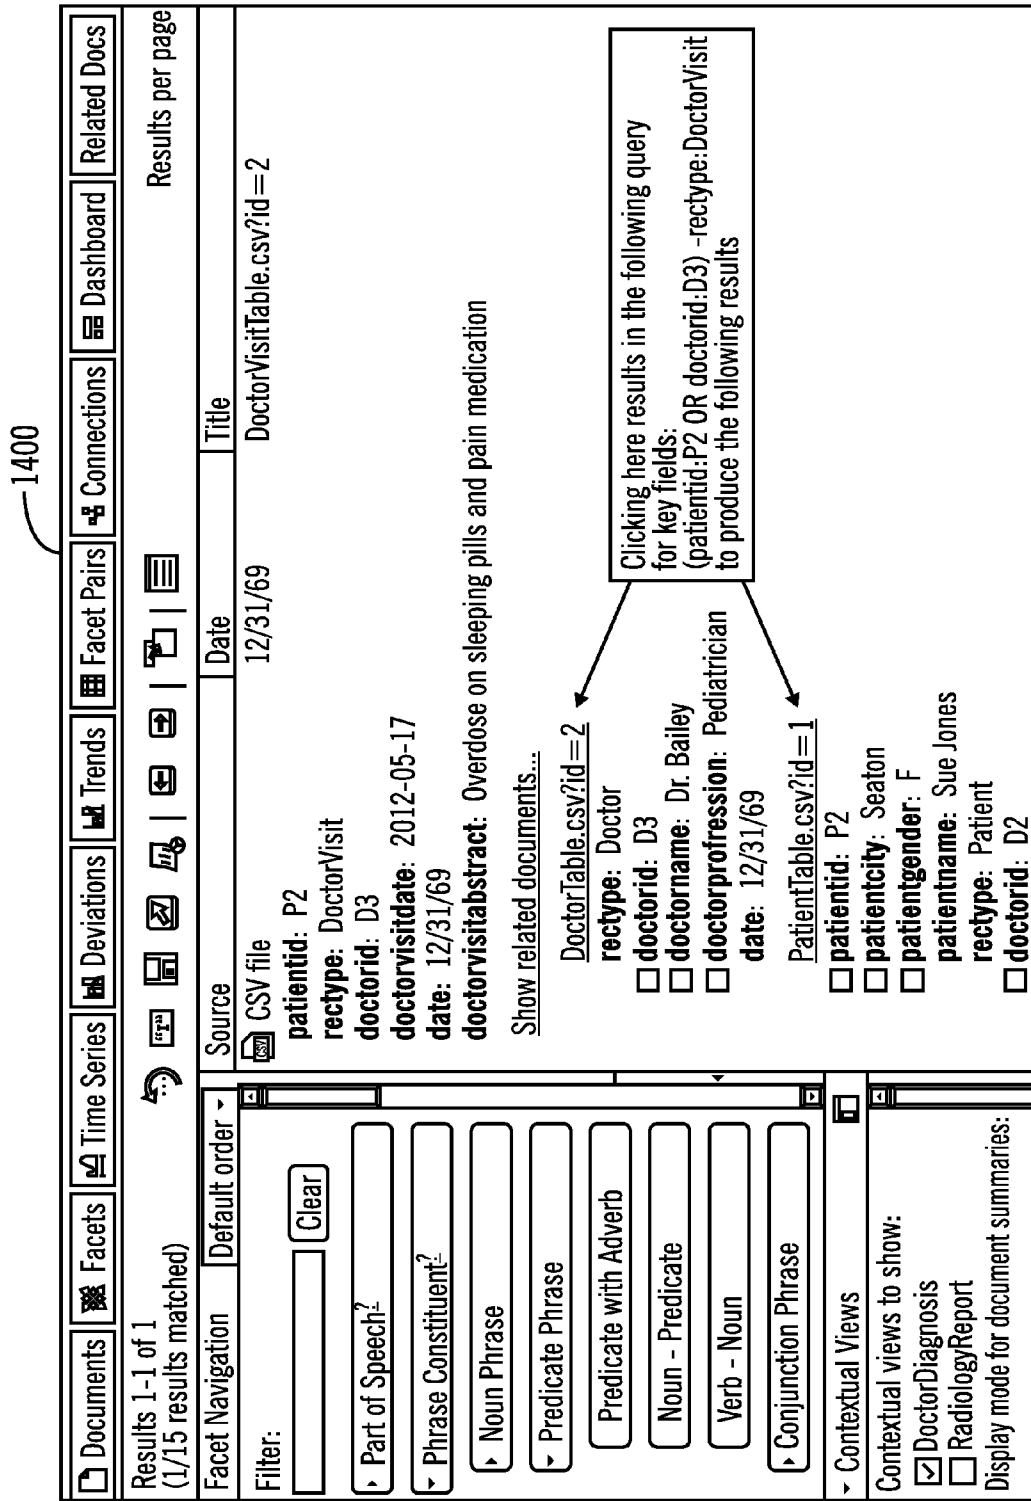 1400
Documents Facets Time Series Deviations Trends Facet Pairs Connections Dashboard Related Docs
Results 1-1 of 1
(1/15 results matched)
"I"
Results per page
Facet Navigation Default order
Filter:
Clear
Part of Speech?
Phrase Constituent?
Noun Phrase
Predicate Phrase
Predicate with Adverb
Noun - Predicate
Verb - Noun
Conjunction Phrase
Contextual Views
Contextual views to show:
DoctorDiagnosis
RadiologyReport
Display mode for document summaries:
Source Date Title
CSV CSV file 12/31/69 DoctorVisitTable.csv?id=2
patientid: P2
rectype: DoctorVisit
doctorid: D3
doctorvisitdate: 2012-05-17
date: 12/31/69
doctorvisitabstract: Overdose on sleeping pills and pain medication
Show related documents...
DoctorTable.csv?id=2
rectype: Doctor
doctorid: D3
doctorname: Dr. Bailey
doctorprofression: Pediatrician
date: 12/31/69
PatientTable.csv?id=1
patientid: P2
patientcity: Seaton
patientgender: F
patientname: Sue Jones
rectype: Patient
doctorid: D2
Clicking here results in the following query
for key fields:
(patientid:P2 OR doctorid:D3) -rectype:DoctorVisit
to produce the following results